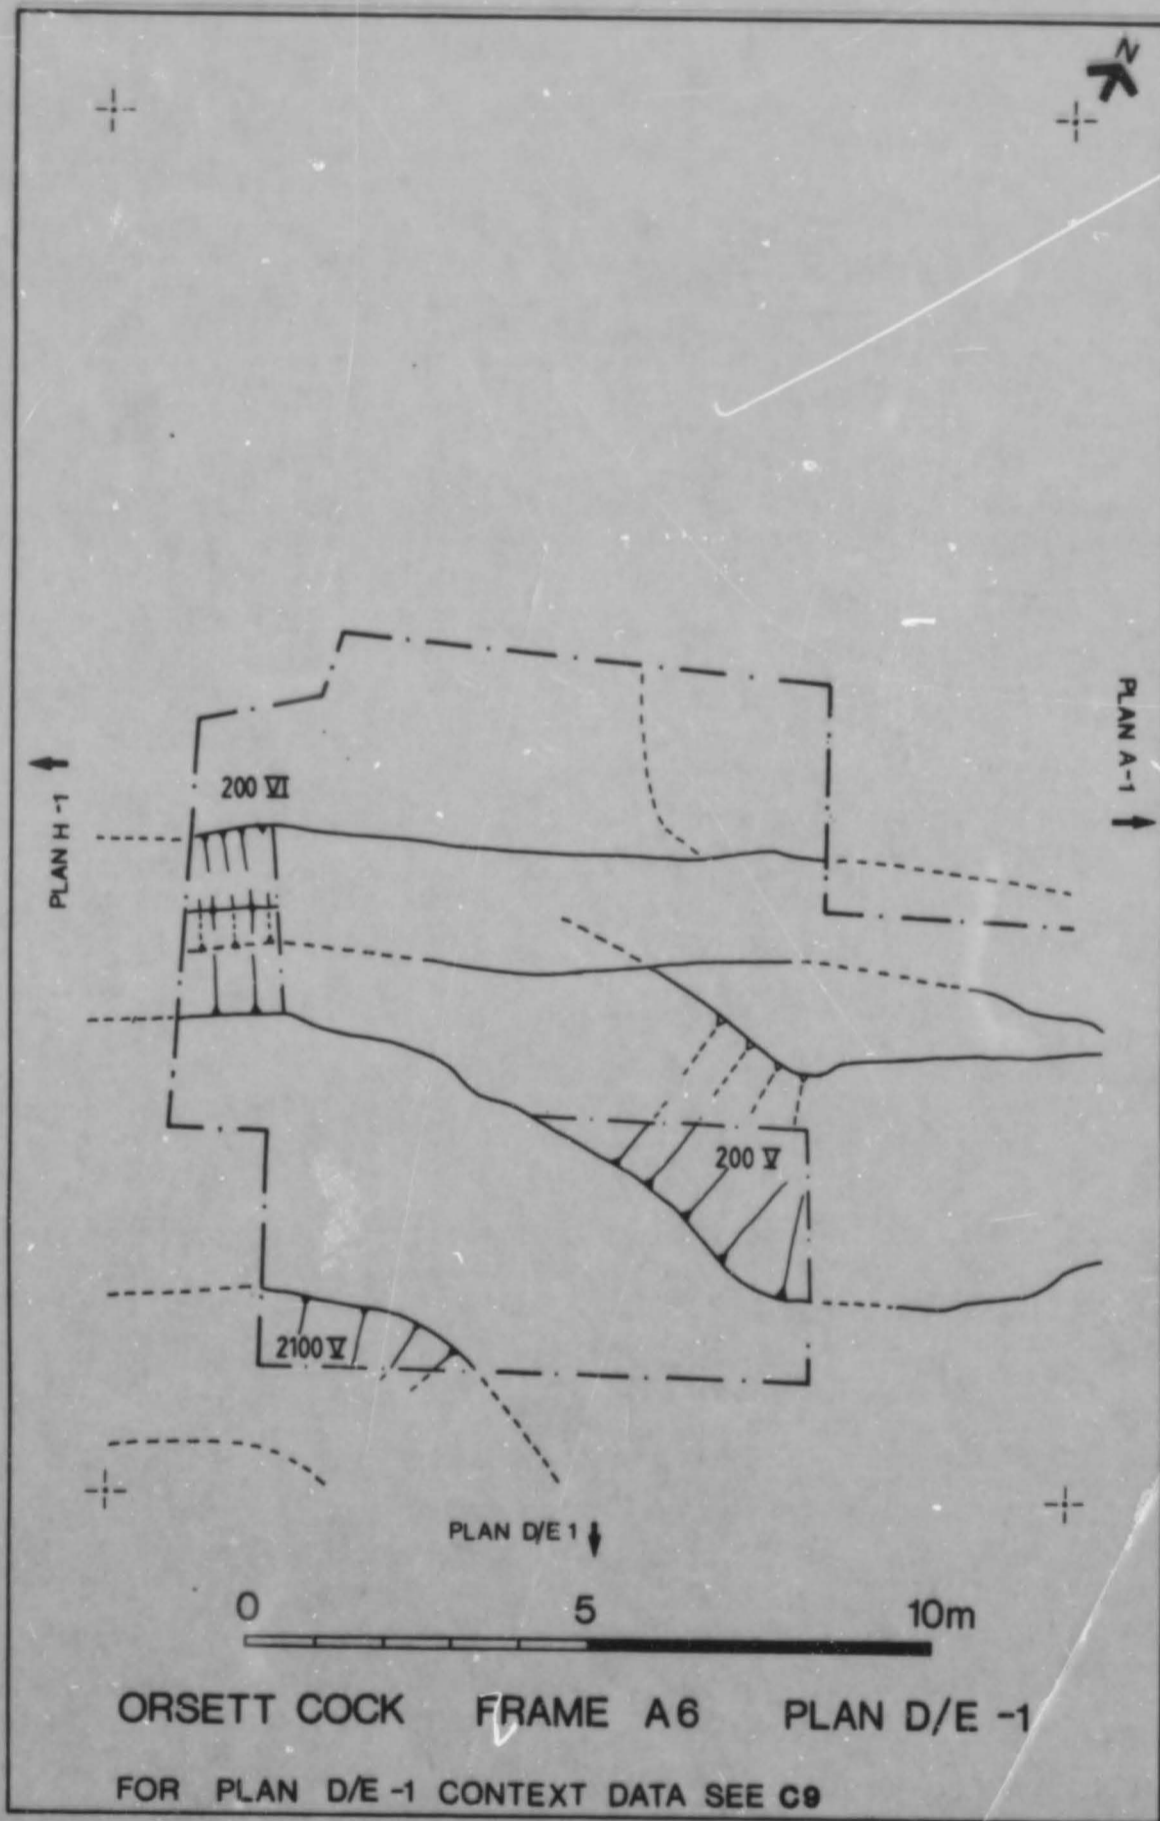 N
PLAN A-1
200 VI
PLAN H-1
200 V
2100 V
PLAN D/E 1
0 5 10m
ORSETT COCK FRAME A6 PLAN D/E -1
FOR PLAN D/E -1 CONTEXT DATA SEE C9